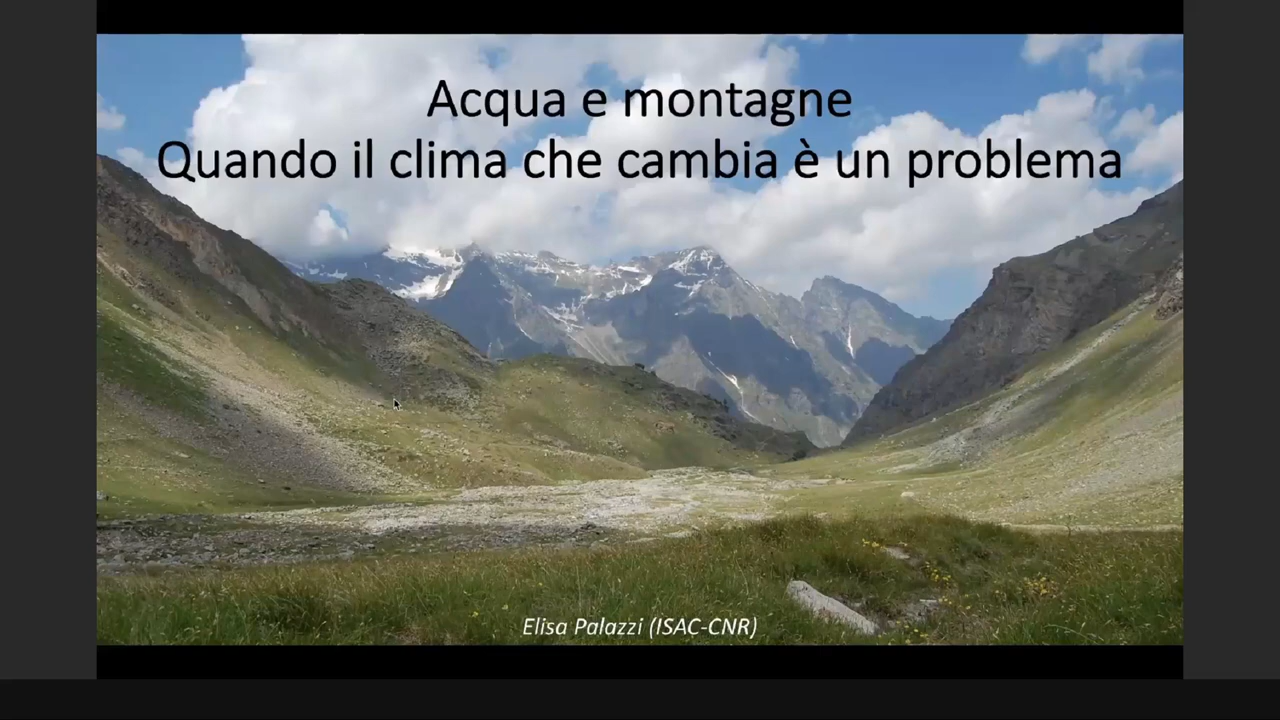 Acqua e montagne
Quando il clima che cambia è un problema
Elisa Palazzi (ISAC-CNR)